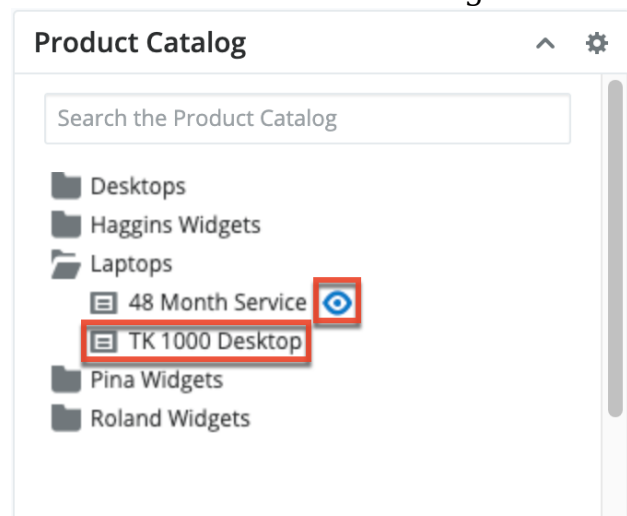 Product Catalog
Search the Product Catalog
Desktops
Haggins Widgets
Laptops
48 Month Service
TK 1000 Desktop
Pina Widgets
Roland Widgets